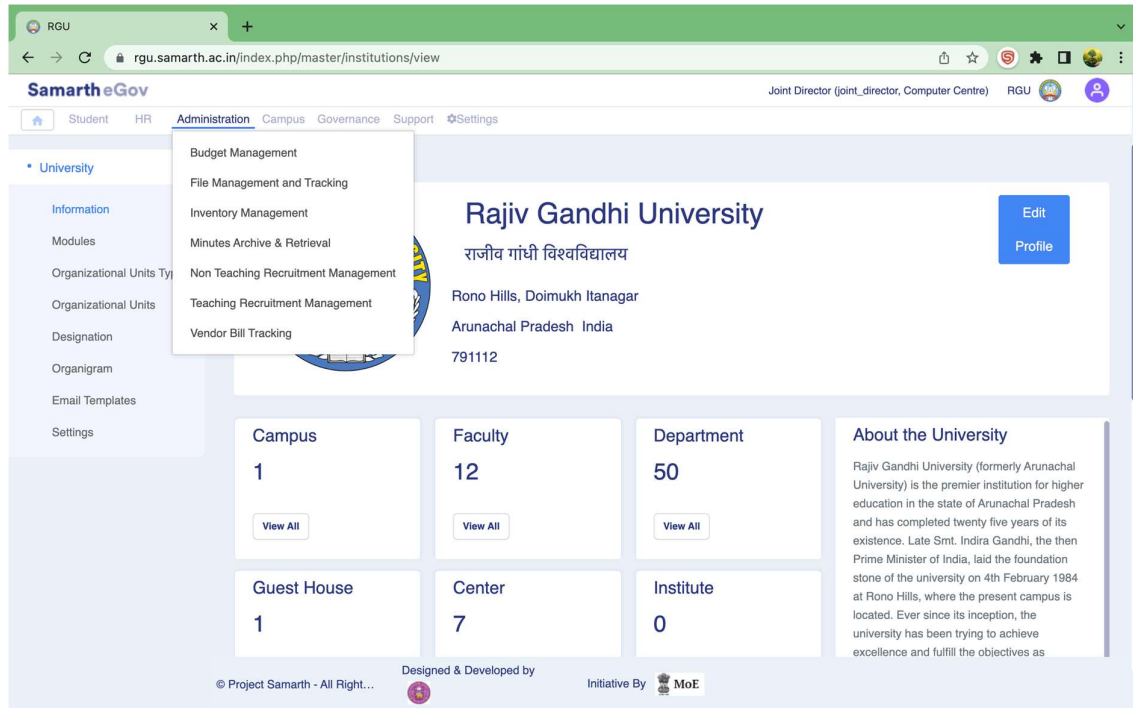 RGU
rgu.samarth.ac.in/index.php/master/institutions/view
Samarth eGov
Joint Director (joint_director, Computer Centre) RGU
Student HR Administration Campus Governance Support Settings
University
Information
Modules
Organizational Units Typ
Organizational Units
Designation
Organigram
Email Templates
Settings
Budget Management
File Management and Tracking
Inventory Management
Minutes Archive & Retrieval
Non Teaching Recruitment Management
Teaching Recruitment Management
Vendor Bill Tracking
Rajiv Gandhi University
राजीव गांधी विश्वविद्यालय
Rono Hills, Doimukh Itanagar
Arunachal Pradesh India
791112
Edit
Profile
Campus
1
View All
Faculty
12
View All
Department
50
View All
Guest House
1
Center
7
Institute
0
About the University
Rajiv Gandhi University (formerly Arunachal
University) is the premier institution for higher
education in the state of Arunachal Pradesh
and has completed twenty five years of its
existence. Late Smt. Indira Gandhi, the then
Prime Minister of India, laid the foundation
stone of the university on 4th February 1984
at Rono Hills, where the present campus is
located. Ever since its inception, the
university has been trying to achieve
excellence and fulfill the objectives as
© Project Samarth - All Right...
Designed & Developed by
Initiative By MoE